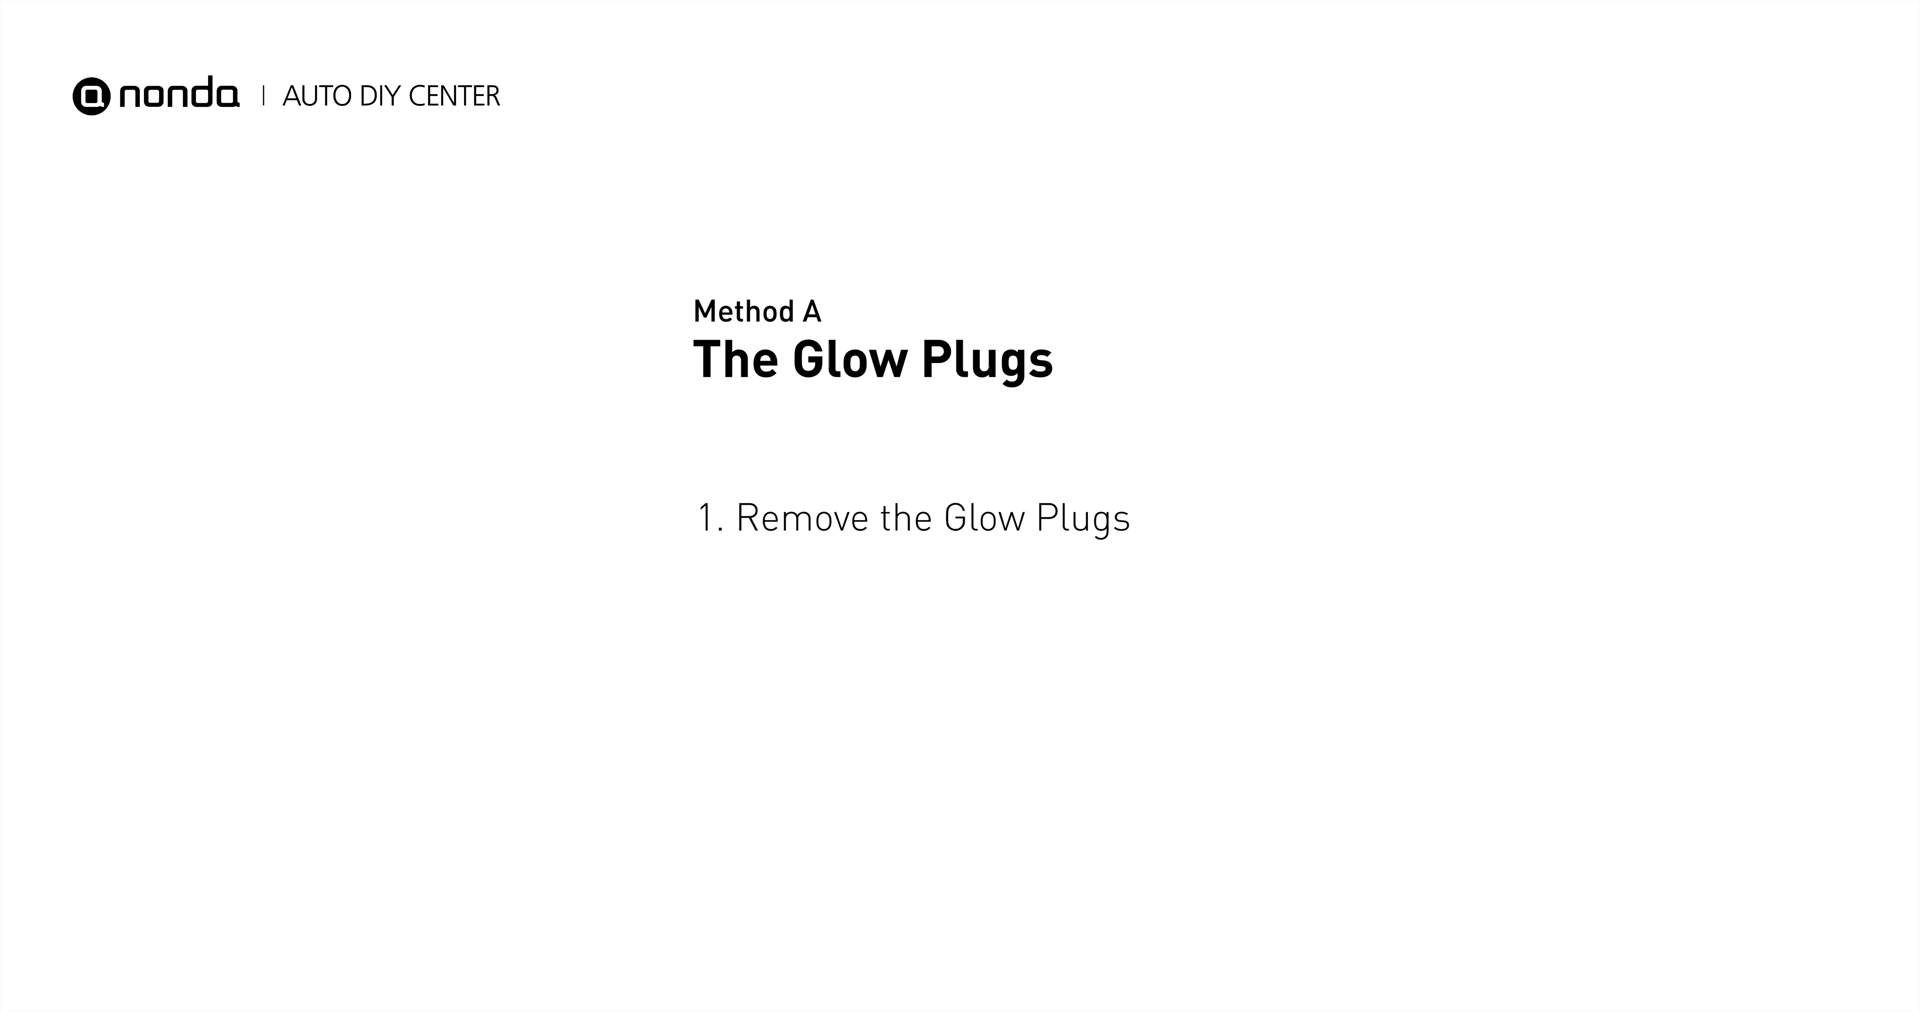 nonda | AUTO DIY CENTER
Method A
The Glow Plugs
1. Remove the Glow Plugs